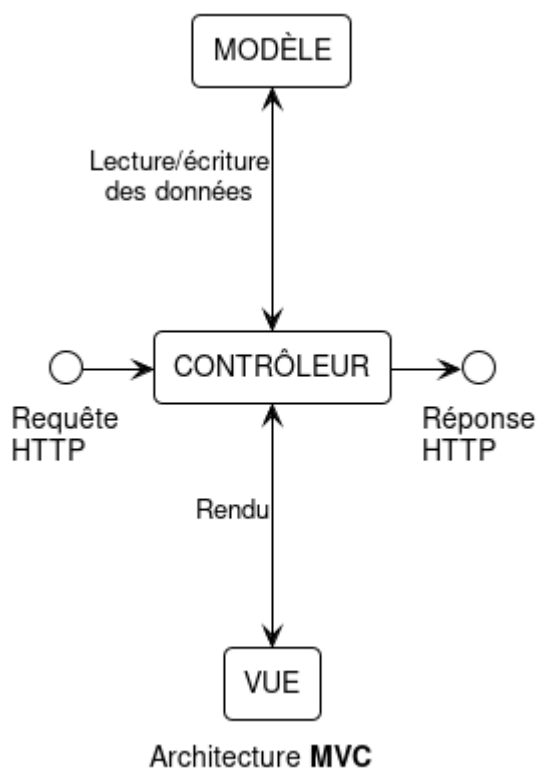 MODÈLE
Lecture/écriture
des données
CONTRÔLEUR
Requête
HTTP
Réponse
HTTP
Rendu
VUE
Architecture MVC